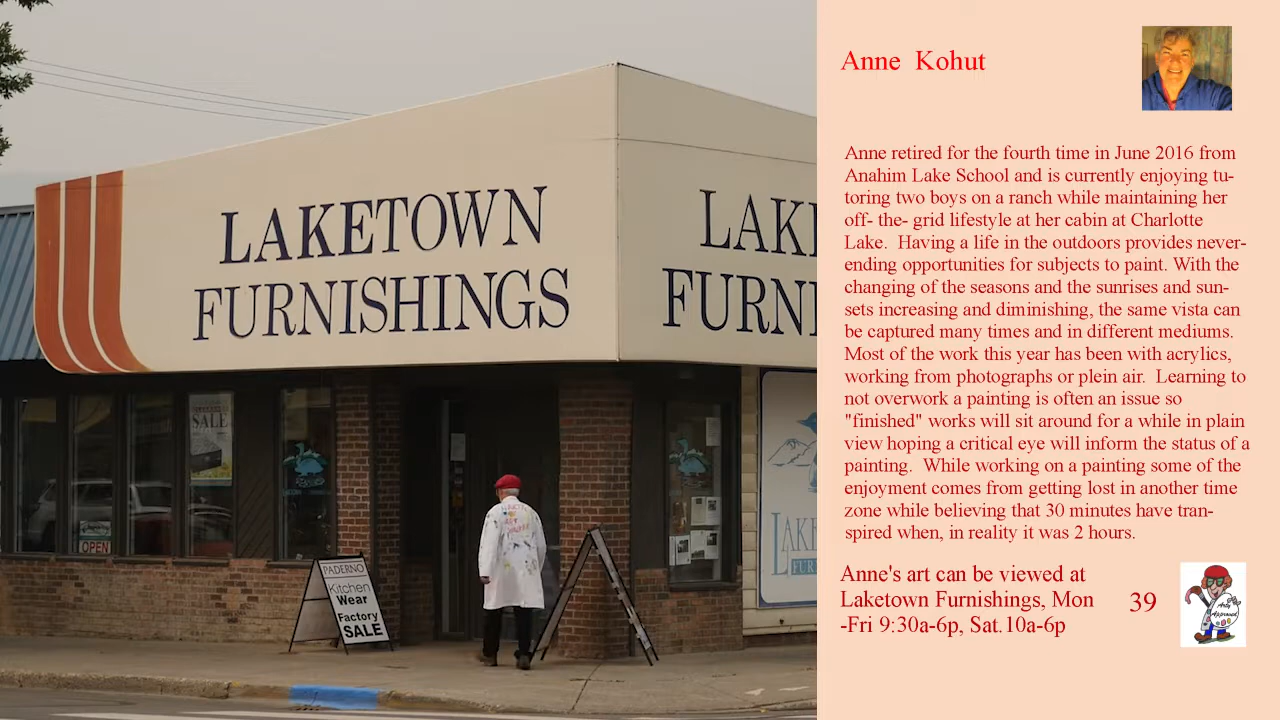 LAKETOWN
FURNISHINGS
LAKE
FURNI
SALE
OPEN
PADERNO
Kitchen
Wear
Factory
SALE
LAKE
FUR
Anne Kohut
Anne retired for the fourth time in June 2016 from
Anahim Lake School and is currently enjoying tu-
toring two boys on a ranch while maintaining her
off- the- grid lifestyle at her cabin at Charlotte
Lake. Having a life in the outdoors provides never-
ending opportunities for subjects to paint. With the
changing of the seasons and the sunrises and sun-
sets increasing and diminishing, the same vista can
be captured many times and in different mediums.
Most of the work this year has been with acrylics,
working from photographs or plein air. Learning to
not overwork a painting is often an issue so
"finished" works will sit around for a while in plain
view hoping a critical eye will inform the status of a
painting. While working on a painting some of the
enjoyment comes from getting lost in another time
zone while believing that 30 minutes have tran-
spired when, in reality it was 2 hours.
Anne's art can be viewed at
Laketown Furnishings, Mon
-Fri 9:30a-6p, Sat.10a-6p
39
Arty
Approved